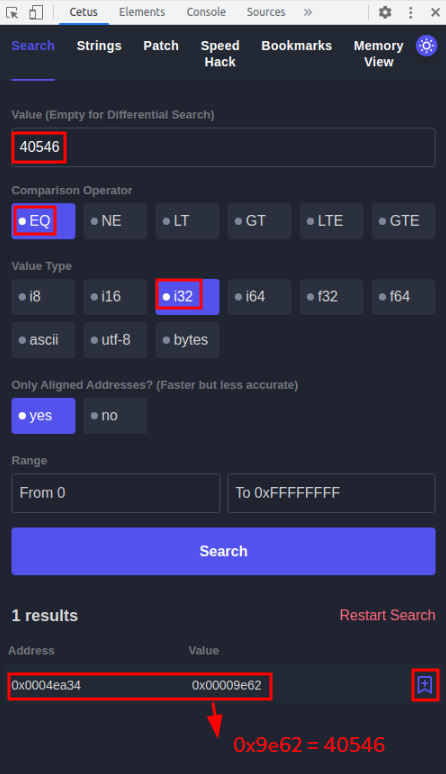 Cetus Elements Console Sources »
Search Strings Patch Speed Hack Bookmarks Memory View
Value (Empty for Differential Search)
40546
Comparison Operator
EQ NE LT GT LTE GTE
Value Type
i8 i16 i32 i64 f32 f64
ascii utf-8 bytes
Only Aligned Addresses? (Faster but less accurate)
yes no
Range
From 0 To 0xFFFFFFFF
Search
1 results Restart Search
Address Value
0x0004ea34 0x00009e62
0x9e62 = 40546